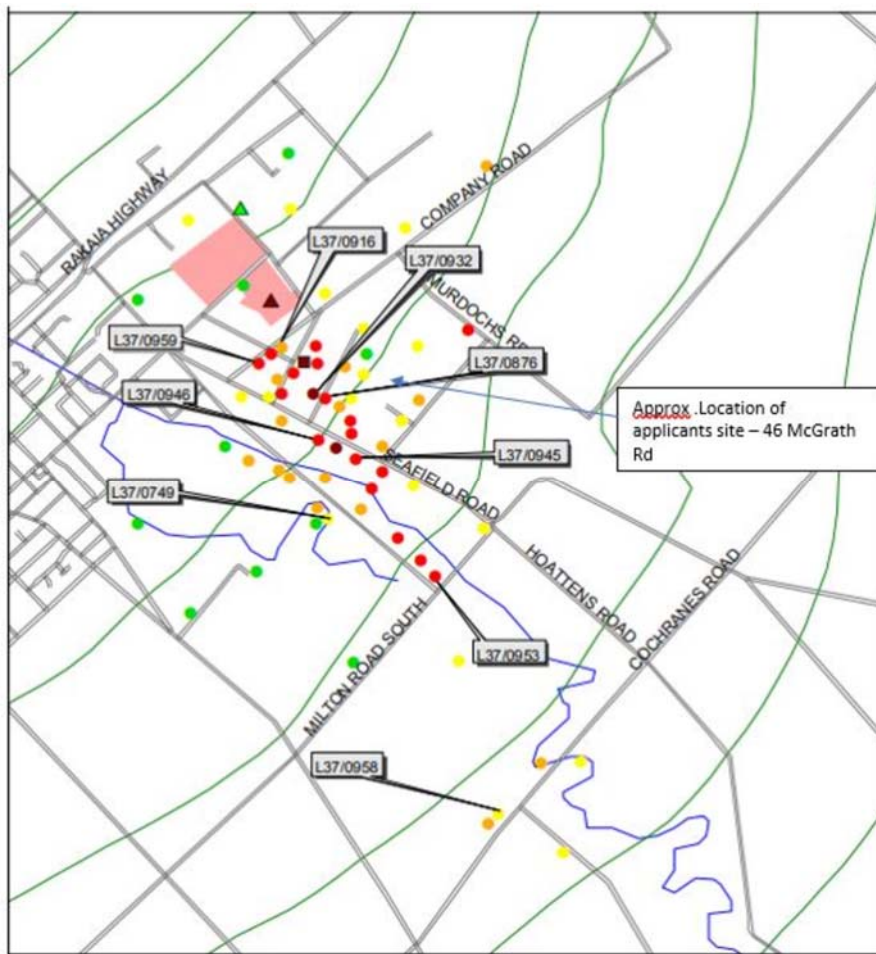 RAKAIA HIGHWAY
COMPANY ROAD
L37/0916
L37/0932
MURDOCHS RD
L37/0959
L37/0876
L37/0946
Approx .Location of
applicants site – 46 McGrath
Rd
L37/0945
SEAFIELD ROAD
L37/0749
HOATTENS ROAD
COCHRANES ROAD
MILTON ROAD SOUTH
L37/0953
L37/0958